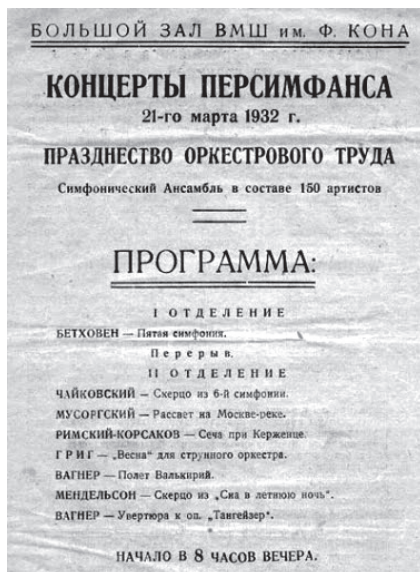 БОЛЬШОЙ ЗАЛ ВМШ им. Ф. КОНА
КОНЦЕРТЫ ПЕРСИМФАНСА
21-го марта 1932 г.
ПРАЗДНЕСТВО ОРКЕСТРОВОГО ТРУДА
Симфонический Ансамбль в составе 150 артистов
ПРОГРАММА:
I ОТДЕЛЕНИЕ
БЕТХОВЕН — Пятая симфония.
Перерыв.
II ОТДЕЛЕНИЕ
ЧАЙКОВСКИЙ — Скерцо из 6-й симфонии.
МУСОРГСКИЙ — Рассвет на Москве-реке.
РИМСКИЙ-КОРСАКОВ — Сеча при Керженце.
ГРИГ — „Весна" для струнного оркестра.
ВАГНЕР — Полет Валькирий.
МЕНДЕЛЬСОН — Скерцо из „Сна в летнюю ночь".
ВАГНЕР — Увертюра к оп. „Тангейзер".
НАЧАЛО В 8 ЧАСОВ ВЕЧЕРА.